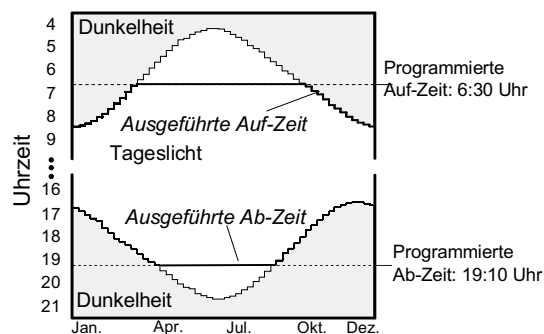 Uhrzeit
4
5
6
7
8
9
16
17
18
19
20
21
Dunkelheit
Ausgeführte Auf-Zeit
Tageslicht
Ausgeführte Ab-Zeit
Dunkelheit
Programmierte
Auf-Zeit: 6:30 Uhr
Programmierte
Ab-Zeit: 19:10 Uhr
Jan. Apr. Jul. Okt. Dez.